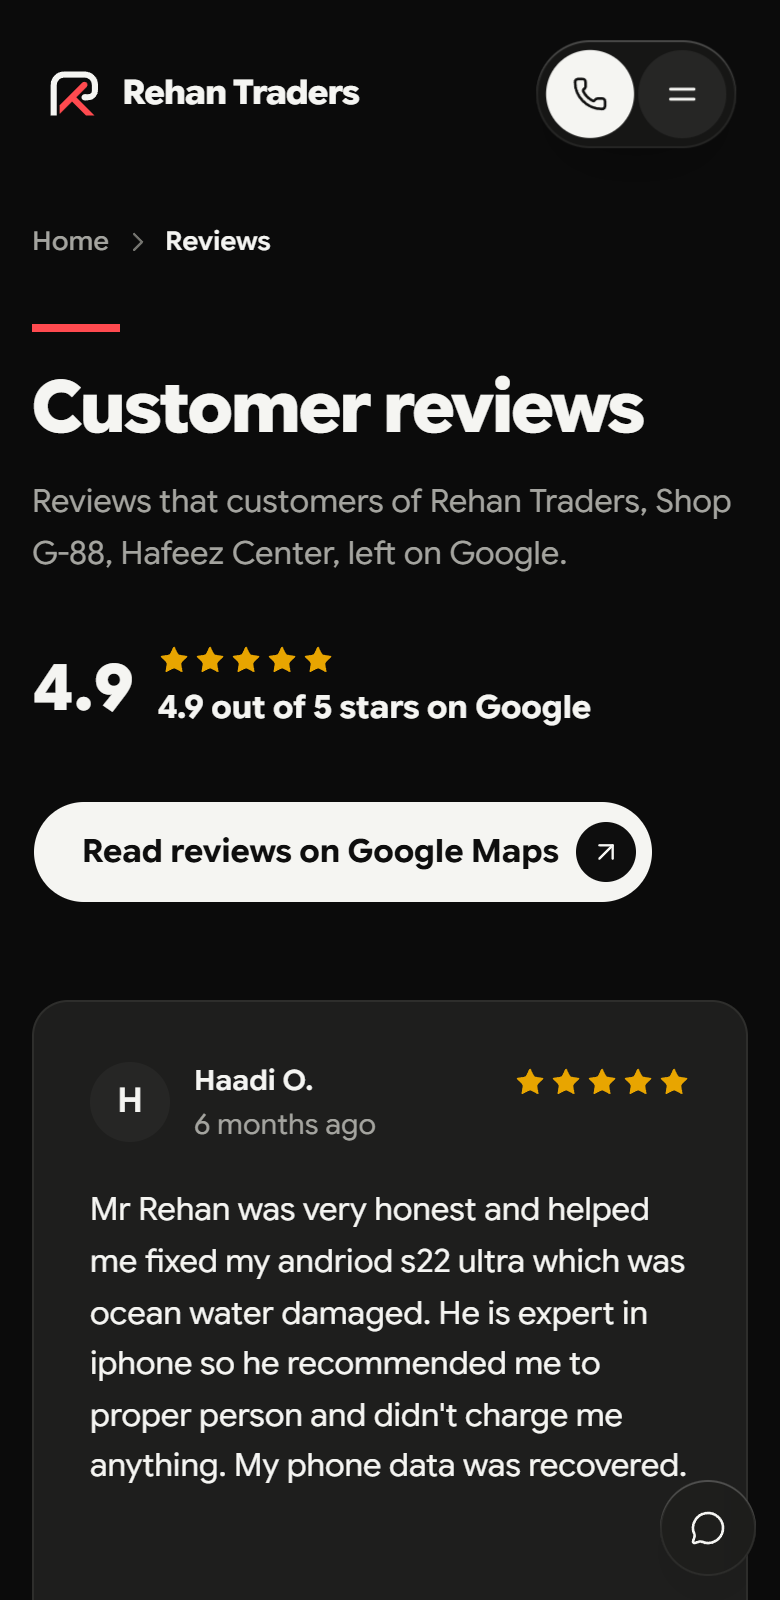 Rehan Traders
Home > Reviews
Customer reviews
Reviews that customers of Rehan Traders, Shop
G-88, Hafeez Center, left on Google.
4.9
4.9 out of 5 stars on Google
Read reviews on Google Maps
H
Haadi O.
6 months ago
Mr Rehan was very honest and helped
me fixed my andriod s22 ultra which was
ocean water damaged. He is expert in
iphone so he recommended me to
proper person and didn't charge me
anything. My phone data was recovered.